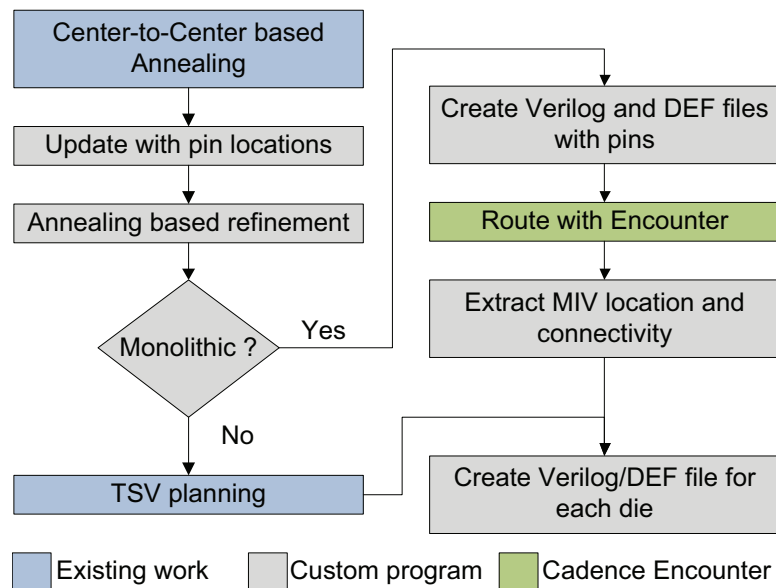 Center-to-Center based
Annealing
Update with pin locations
Annealing based refinement
Monolithic ?
Yes
No
TSV planning
Create Verilog and DEF files
with pins
Route with Encounter
Extract MIV location and
connectivity
Create Verilog/DEF file for
each die
Existing work
Custom program
Cadence Encounter